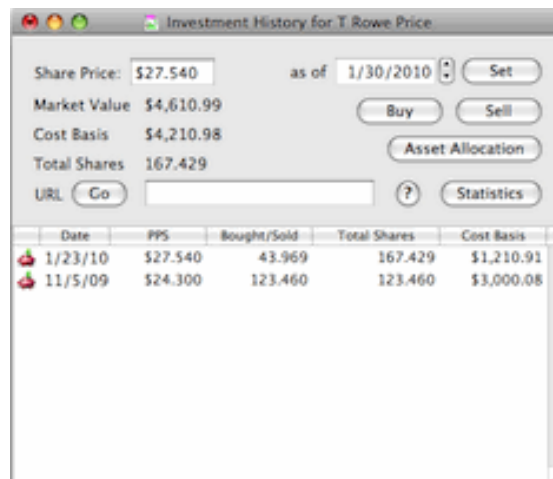 Investment History for T Rowe Price
Share Price: $27.540 as of 1/30/2010 Set
Market Value $4,610.99 Buy Sell
Cost Basis $4,210.98 Asset Allocation
Total Shares 167.429
URL Go ? Statistics
Date PPS Bought/Sold Total Shares Cost Basis
1/23/10 $27.540 43.969 167.429 $1,210.91
11/5/09 $24.300 123.460 123.460 $3,000.08